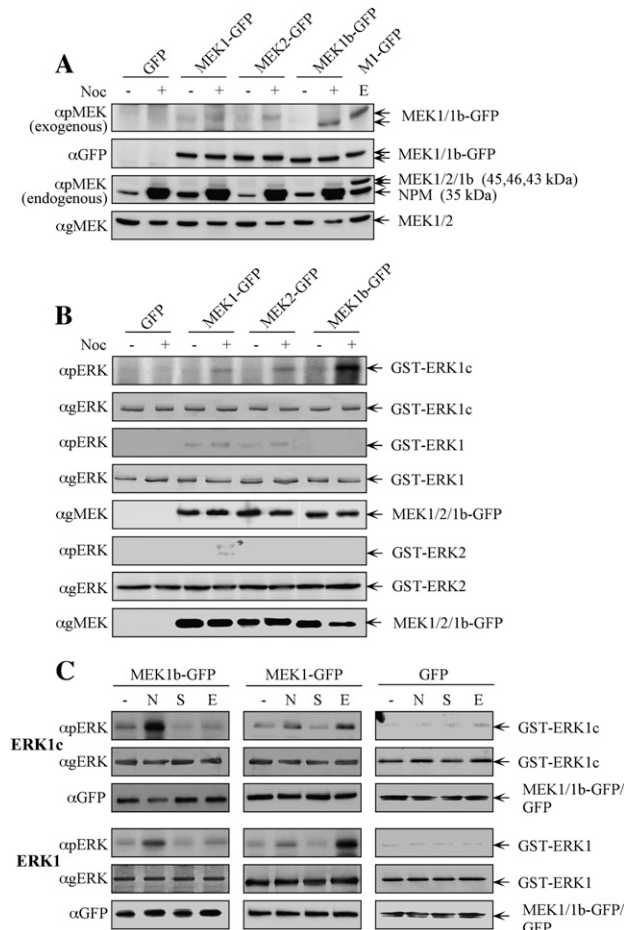 A
GFP MEK1-GFP MEK2-GFP MEK1b-GFP M1-GFP
Noc - + - + - + - + E
αpMEK (exogenous) MEK1/1b-GFP
αGFP MEK1/1b-GFP
αpMEK (endogenous) MEK1/2/1b (45,46,43 kDa)
NPM (35 kDa)
αgMEK MEK1/2
B
GFP MEK1-GFP MEK2-GFP MEK1b-GFP
Noc - + - + - + - +
αpERK GST-ERK1c
αgERK GST-ERK1c
αpERK GST-ERK1
αgERK GST-ERK1
αgMEK MEK1/2/1b-GFP
αpERK GST-ERK2
αgERK GST-ERK2
αgMEK MEK1/2/1b-GFP
C
MEK1b-GFP MEK1-GFP GFP
- N S E - N S E - N S E
ERK1c
αpERK GST-ERK1c
αgERK GST-ERK1c
αGFP MEK1/1b-GFP/
GFP
ERK1
αpERK GST-ERK1
αgERK GST-ERK1
αGFP MEK1/1b-GFP/
GFP